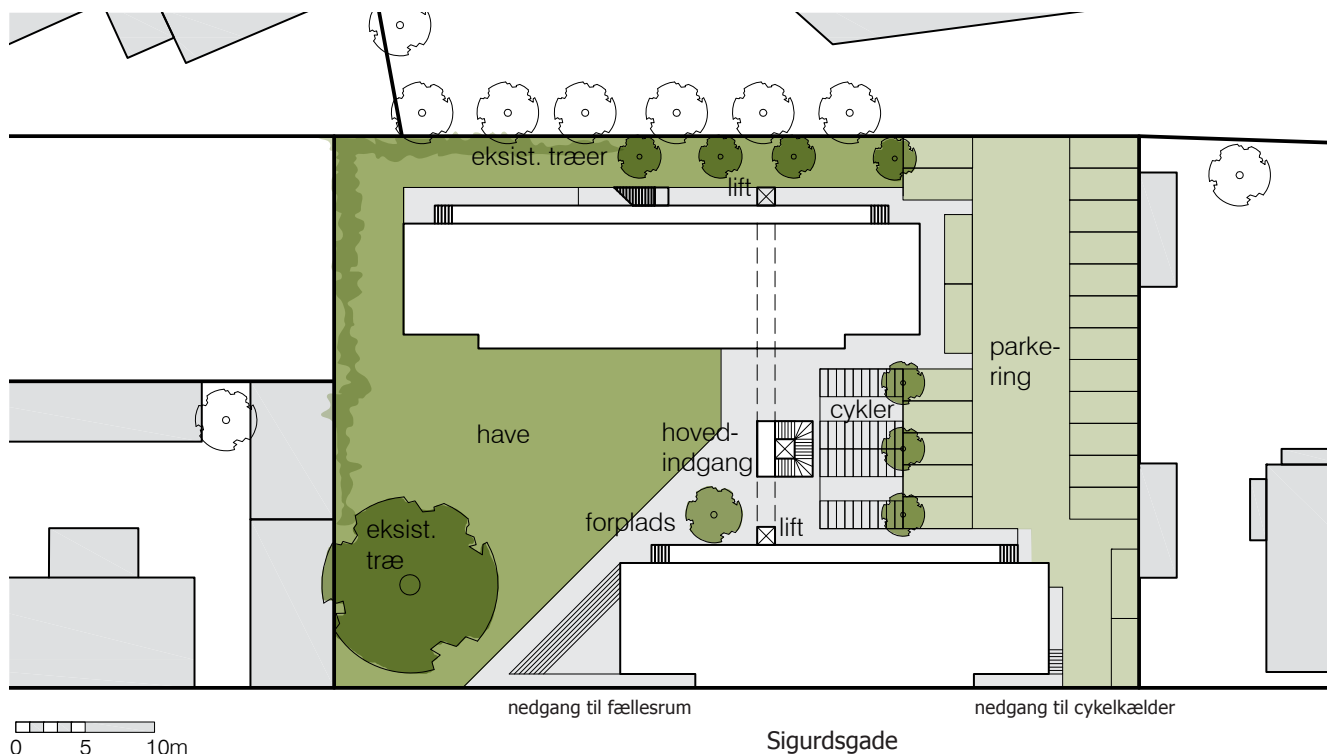 eksist. træer
lift
parke-
ring
cykler
have
hoved-
indgang
forplads
lift
eksist.
træ
nedgang til fællesrum
nedgang til cykelkælder
0 5 10m
Sigurdsgade